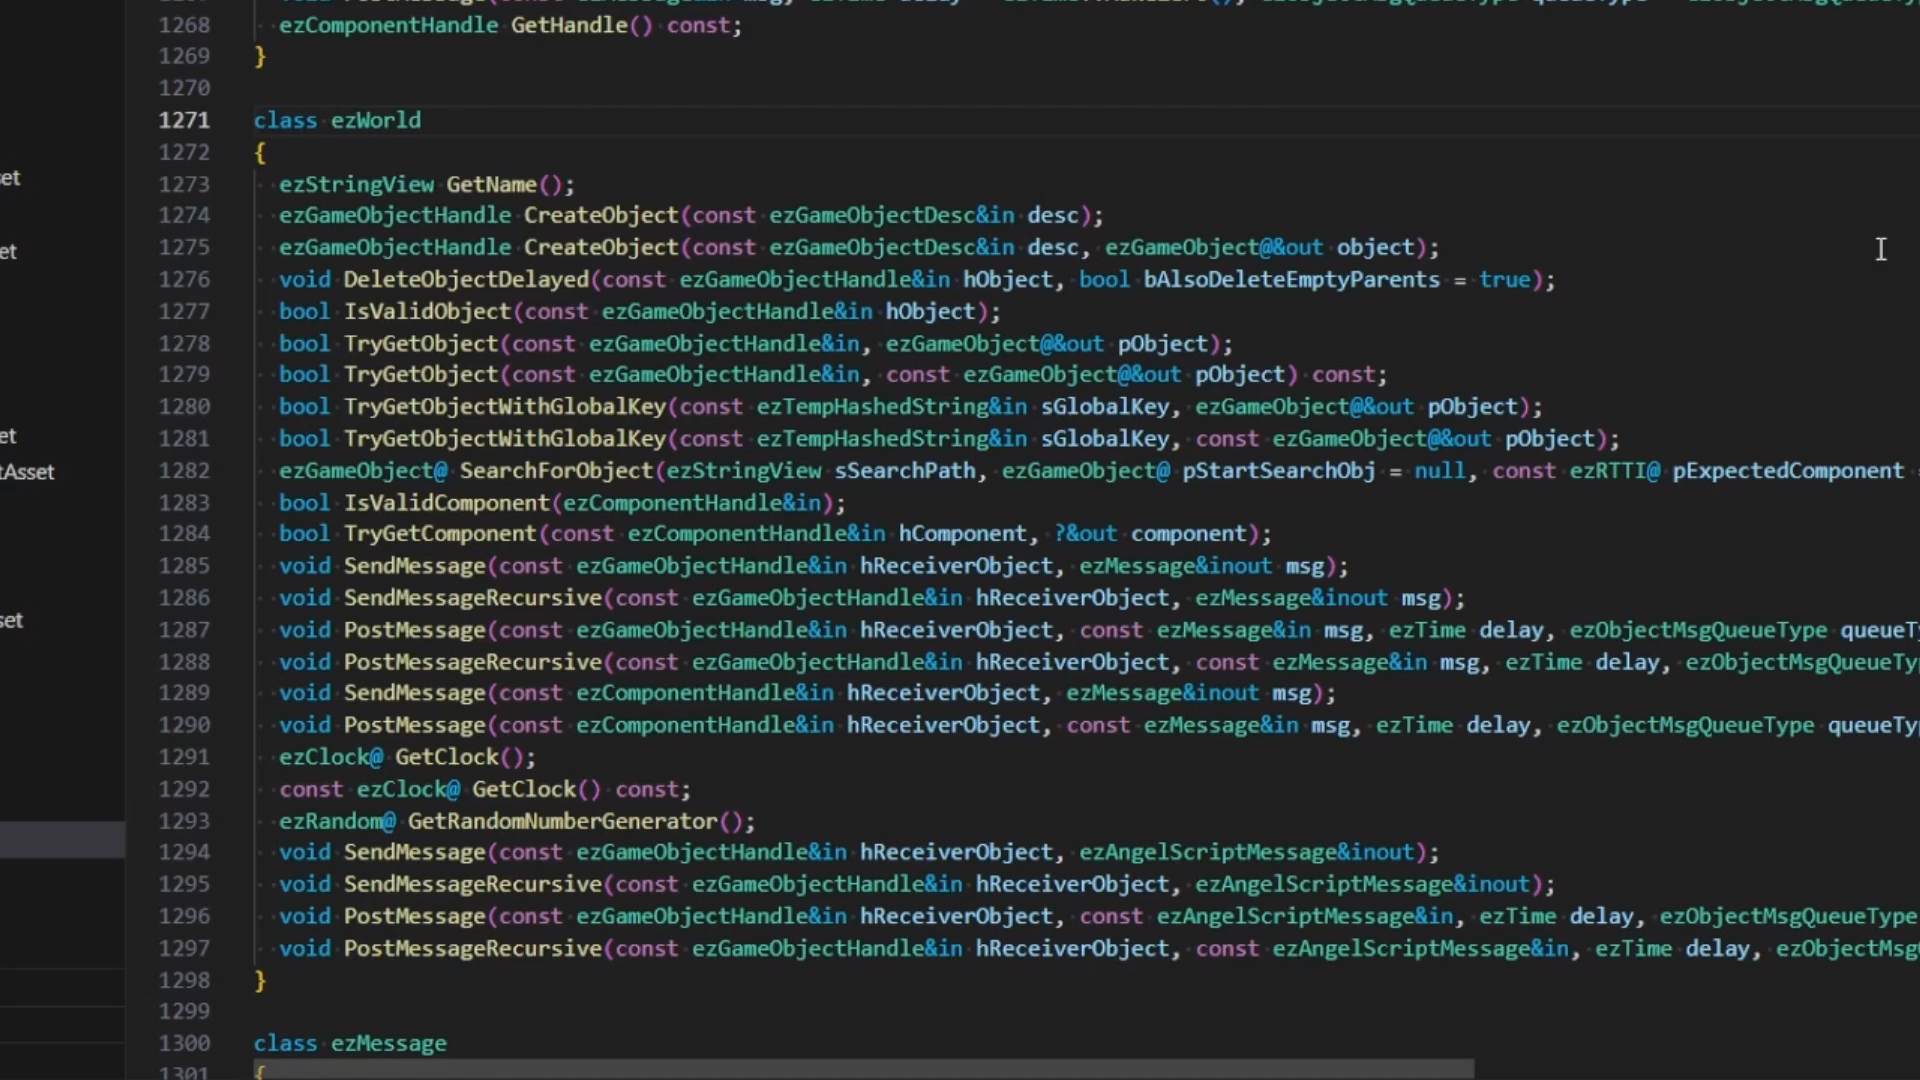 1268 ezComponentHandle GetHandle() const;
1269 }
1270
1271 class ezWorld
1272 {
1273 ezStringView GetName();
1274 ezGameObjectHandle CreateObject(const ezGameObjectDesc&in desc);
1275 ezGameObjectHandle CreateObject(const ezGameObjectDesc&in desc, ezGameObject@&out object);
1276 void DeleteObjectDelayed(const ezGameObjectHandle&in hObject, bool bAlsoDeleteEmptyParents = true);
1277 bool IsValidObject(const ezGameObjectHandle&in hObject);
1278 bool TryGetObject(const ezGameObjectHandle&in, ezGameObject@&out pObject);
1279 bool TryGetObject(const ezGameObjectHandle&in, const ezGameObject@&out pObject) const;
1280 bool TryGetObjectWithGlobalKey(const ezTempHashedString&in sGlobalKey, ezGameObject@&out pObject);
1281 bool TryGetObjectWithGlobalKey(const ezTempHashedString&in sGlobalKey, const ezGameObject@&out pObject);
1282 ezGameObject@ SearchForObject(ezStringView sSearchPath, ezGameObject@ pStartSearchObj = null, const ezRTTI@ pExpectedComponent =
1283 bool IsValidComponent(ezComponentHandle&in);
1284 bool TryGetComponent(const ezComponentHandle&in hComponent, ?&out component);
1285 void SendMessage(const ezGameObjectHandle&in hReceiverObject, ezMessage&inout msg);
1286 void SendMessageRecursive(const ezGameObjectHandle&in hReceiverObject, ezMessage&inout msg);
1287 void PostMessage(const ezGameObjectHandle&in hReceiverObject, const ezMessage&in msg, ezTime delay, ezObjectMsgQueueType queueT
1288 void PostMessageRecursive(const ezGameObjectHandle&in hReceiverObject, const ezMessage&in msg, ezTime delay, ezObjectMsgQueueTy
1289 void SendMessage(const ezComponentHandle&in hReceiverObject, ezMessage&inout msg);
1290 void PostMessage(const ezComponentHandle&in hReceiverObject, const ezMessage&in msg, ezTime delay, ezObjectMsgQueueType queueTy
1291 ezClock@ GetClock();
1292 const ezClock@ GetClock() const;
1293 ezRandom@ GetRandomNumberGenerator();
1294 void SendMessage(const ezGameObjectHandle&in hReceiverObject, ezAngelScriptMessage&inout);
1295 void SendMessageRecursive(const ezGameObjectHandle&in hReceiverObject, ezAngelScriptMessage&inout);
1296 void PostMessage(const ezGameObjectHandle&in hReceiverObject, const ezAngelScriptMessage&in, ezTime delay, ezObjectMsgQueueType
1297 void PostMessageRecursive(const ezGameObjectHandle&in hReceiverObject, const ezAngelScriptMessage&in, ezTime delay, ezObjectMsg
1298 }
1299
1300 class ezMessage
1301 {
et
et
et
tAsset
set